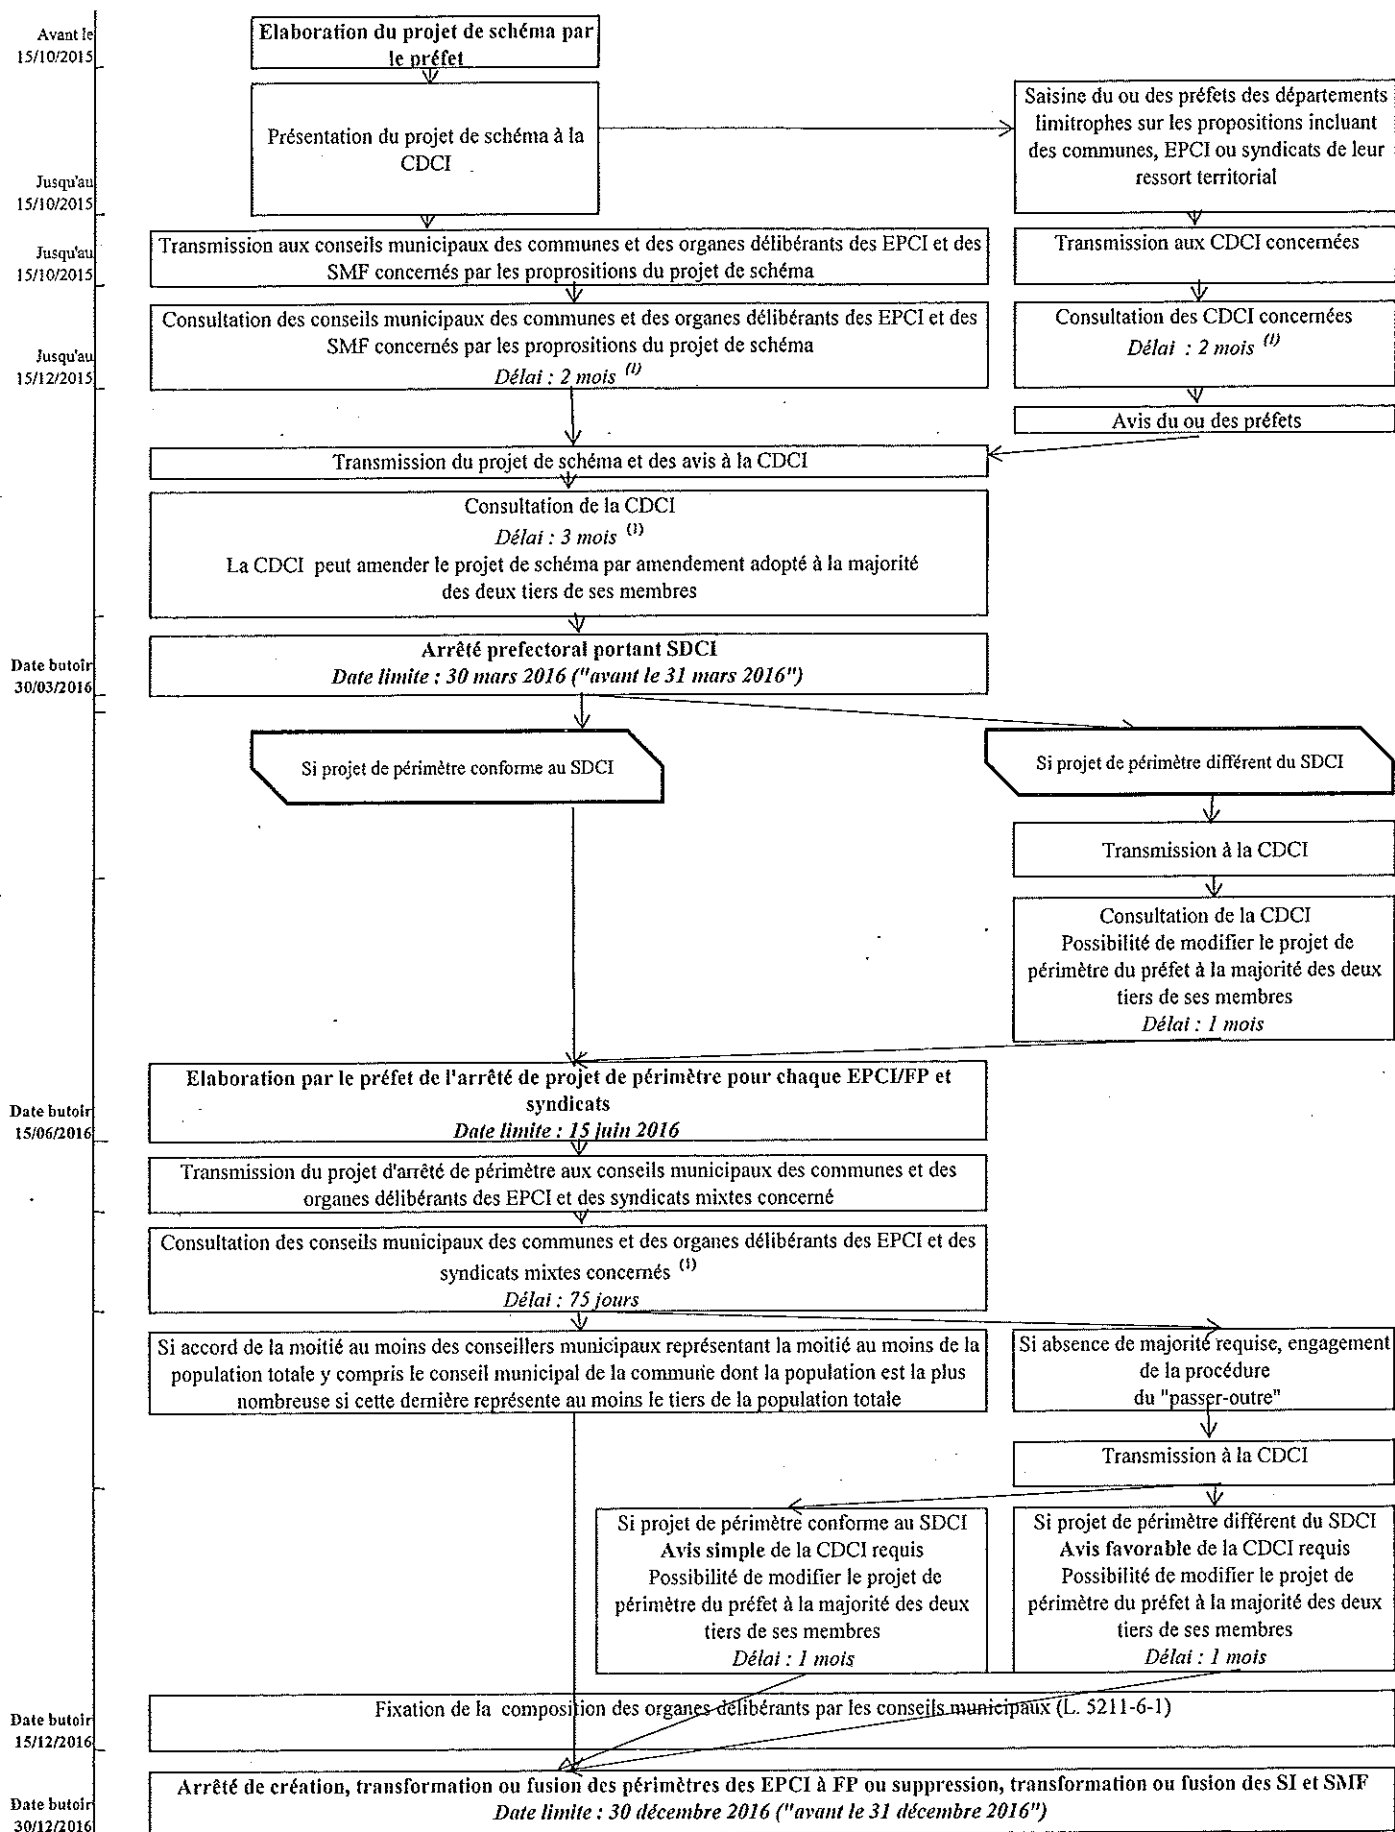 Avant le
15/10/2015
Elaboration du projet de schéma par
le préfet
Présentation du projet de schéma à la
CDCI
Saisine du ou des préfets des départements
limitrophes sur les propositions incluant
des communes, EPCI ou syndicats de leur
ressort territorial
Jusqu'au
15/10/2015
Transmission aux conseils municipaux des communes et des organes délibérants des EPCI et des
SMF concernés par les proprositions du projet de schéma
Transmission aux CDCI concernées
Jusqu'au
15/10/2015
Consultation des conseils municipaux des communes et des organes délibérants des EPCI et des
SMF concernés par les proprositions du projet de schéma
Délai : 2 mois (1)
Consultation des CDCI concernées
Délai : 2 mois (1)
Jusqu'au
15/12/2015
Avis du ou des préfets
Transmission du projet de schéma et des avis à la CDCI
Consultation de la CDCI
Délai : 3 mois (1)
La CDCI peut amender le projet de schéma par amendement adopté à la majorité
des deux tiers de ses membres
Date butoir
30/03/2016
Arrêté prefectoral portant SDCI
Date limite : 30 mars 2016 ("avant le 31 mars 2016")
Si projet de périmètre conforme au SDCI
Si projet de périmètre différent du SDCI
Transmission à la CDCI
Consultation de la CDCI
Possibilité de modifier le projet de
périmètre du préfet à la majorité des deux
tiers de ses membres
Délai : 1 mois
Date butoir
15/06/2016
Elaboration par le préfet de l'arrêté de projet de périmètre pour chaque EPCI/FP et
syndicats
Date limite : 15 juin 2016
Transmission du projet d'arrêté de périmètre aux conseils municipaux des communes et des
organes délibérants des EPCI et des syndicats mixtes concerné
Consultation des conseils municipaux des communes et des organes délibérants des EPCI et des
syndicats mixtes concernés (1)
Délai : 75 jours
Si accord de la moitié au moins des conseillers municipaux représentant la moitié au moins de la
population totale y compris le conseil municipal de la commune dont la population est la plus
nombreuse si cette dernière représente au moins le tiers de la population totale
Si absence de majorité requise, engagement
de la procédure
du "passer-outre"
Transmission à la CDCI
Si projet de périmètre conforme au SDCI
Avis simple de la CDCI requis
Possibilité de modifier le projet de
périmètre du préfet à la majorité des deux
tiers de ses membres
Délai : 1 mois
Si projet de périmètre différent du SDCI
Avis favorable de la CDCI requis
Possibilité de modifier le projet de
périmètre du préfet à la majorité des deux
tiers de ses membres
Délai : 1 mois
Date butoir
15/12/2016
Fixation de la composition des organes délibérants par les conseils municipaux (L. 5211-6-1)
Date butoir
30/12/2016
Arrêté de création, transformation ou fusion des périmètres des EPCI à FP ou suppression, transformation ou fusion des SI et SMF
Date limite : 30 décembre 2016 ("avant le 31 décembre 2016")